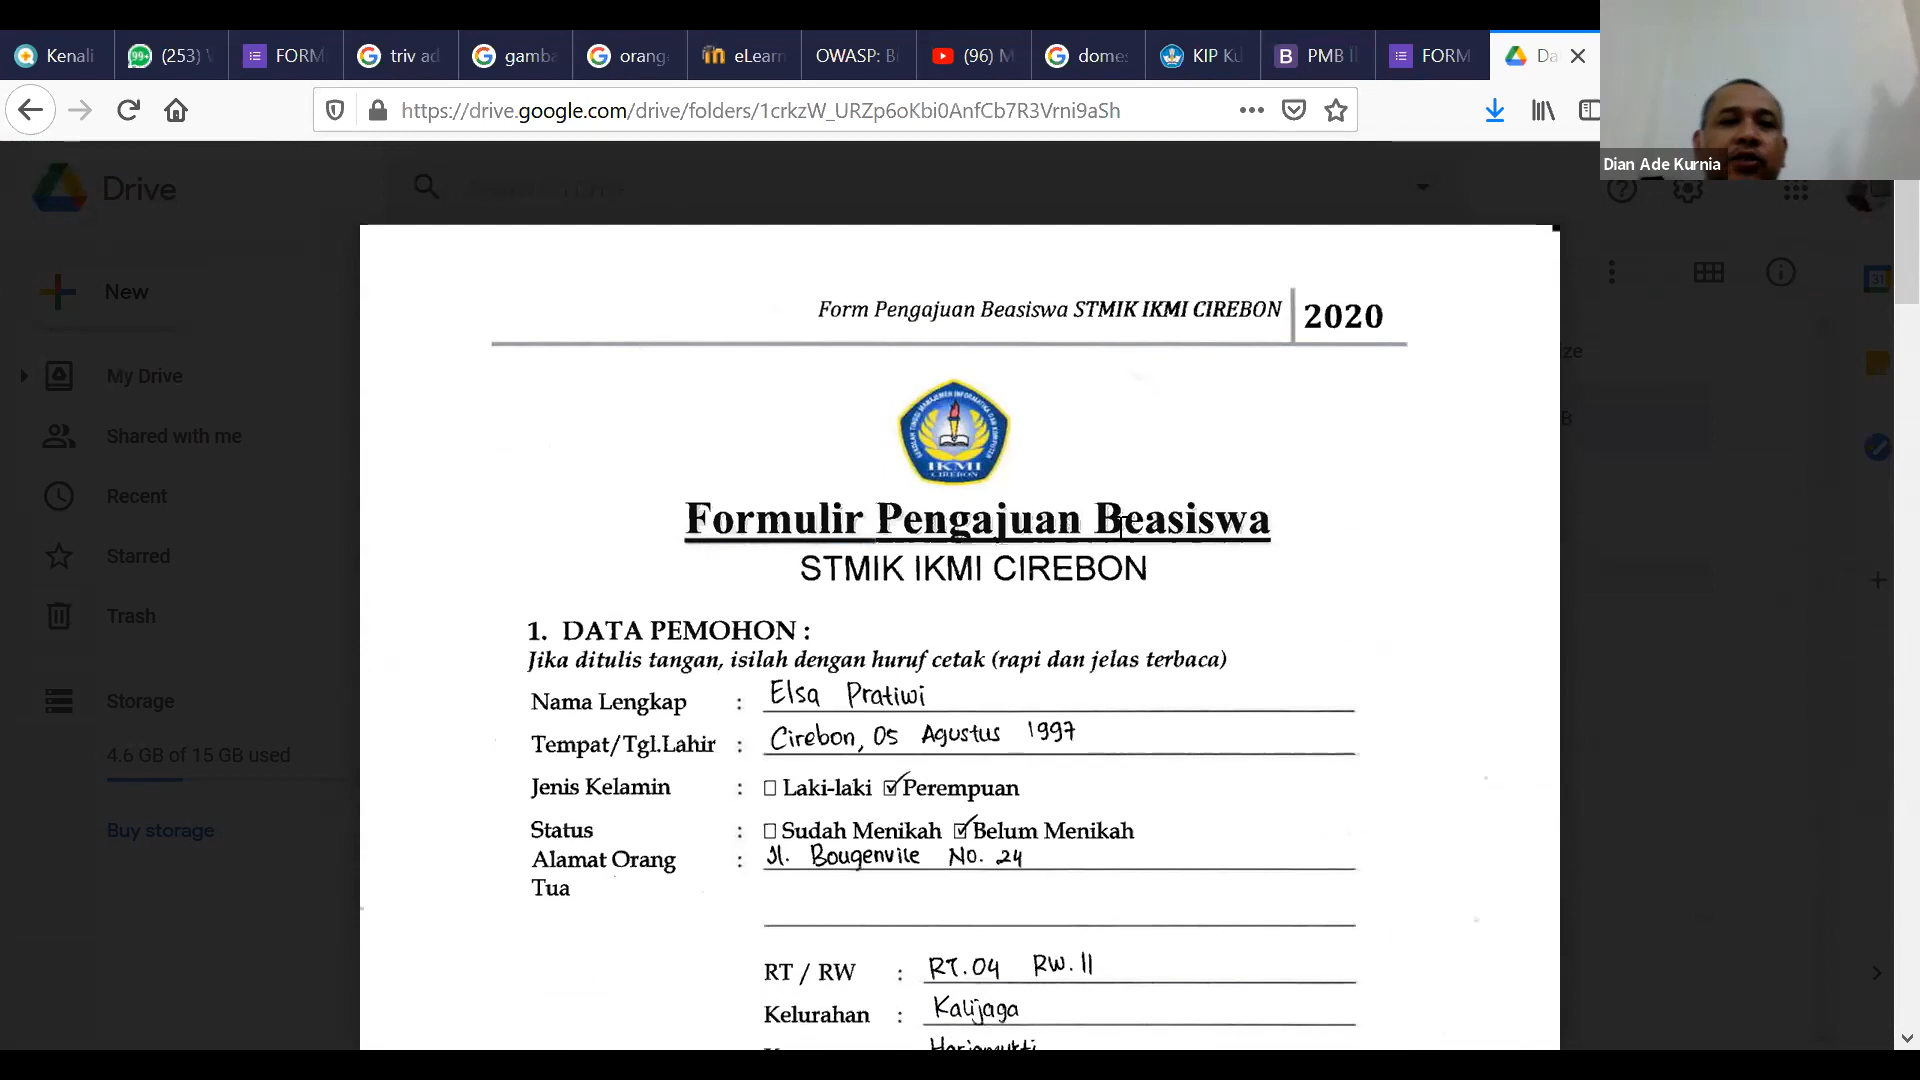 Kenali
(253)
FORM
triv ad
gamba
orang
eLearn
OWASP: B
(96) M
domes
KIP Ku
PMB I
FORM
Da
https://drive.google.com/drive/folders/1crkzW_URZp6oKbi0AnfCb7R3Vrni9aSh
Dian Ade Kurnia
Drive
New
My Drive
Shared with me
Recent
Starred
Trash
Storage
4.6 GB of 15 GB used
Buy storage
Form Pengajuan Beasiswa STMIK IKMI CIREBON 2020
IKMI
CIREBON
Formulir Pengajuan Beasiswa
STMIK IKMI CIREBON
1. DATA PEMOHON :
Jika ditulis tangan, isilah dengan huruf cetak (rapi dan jelas terbaca)
Nama Lengkap : Elsa Pratiwi
Tempat/Tgl.Lahir : Cirebon, 05 Agustus 1997
Jenis Kelamin : Laki-laki Perempuan
Status : Sudah Menikah Belum Menikah
Alamat Orang : Jl. Bougenvile No. 24
Tua
RT / RW : RT.04 RW.11
Kelurahan : Kalijaga